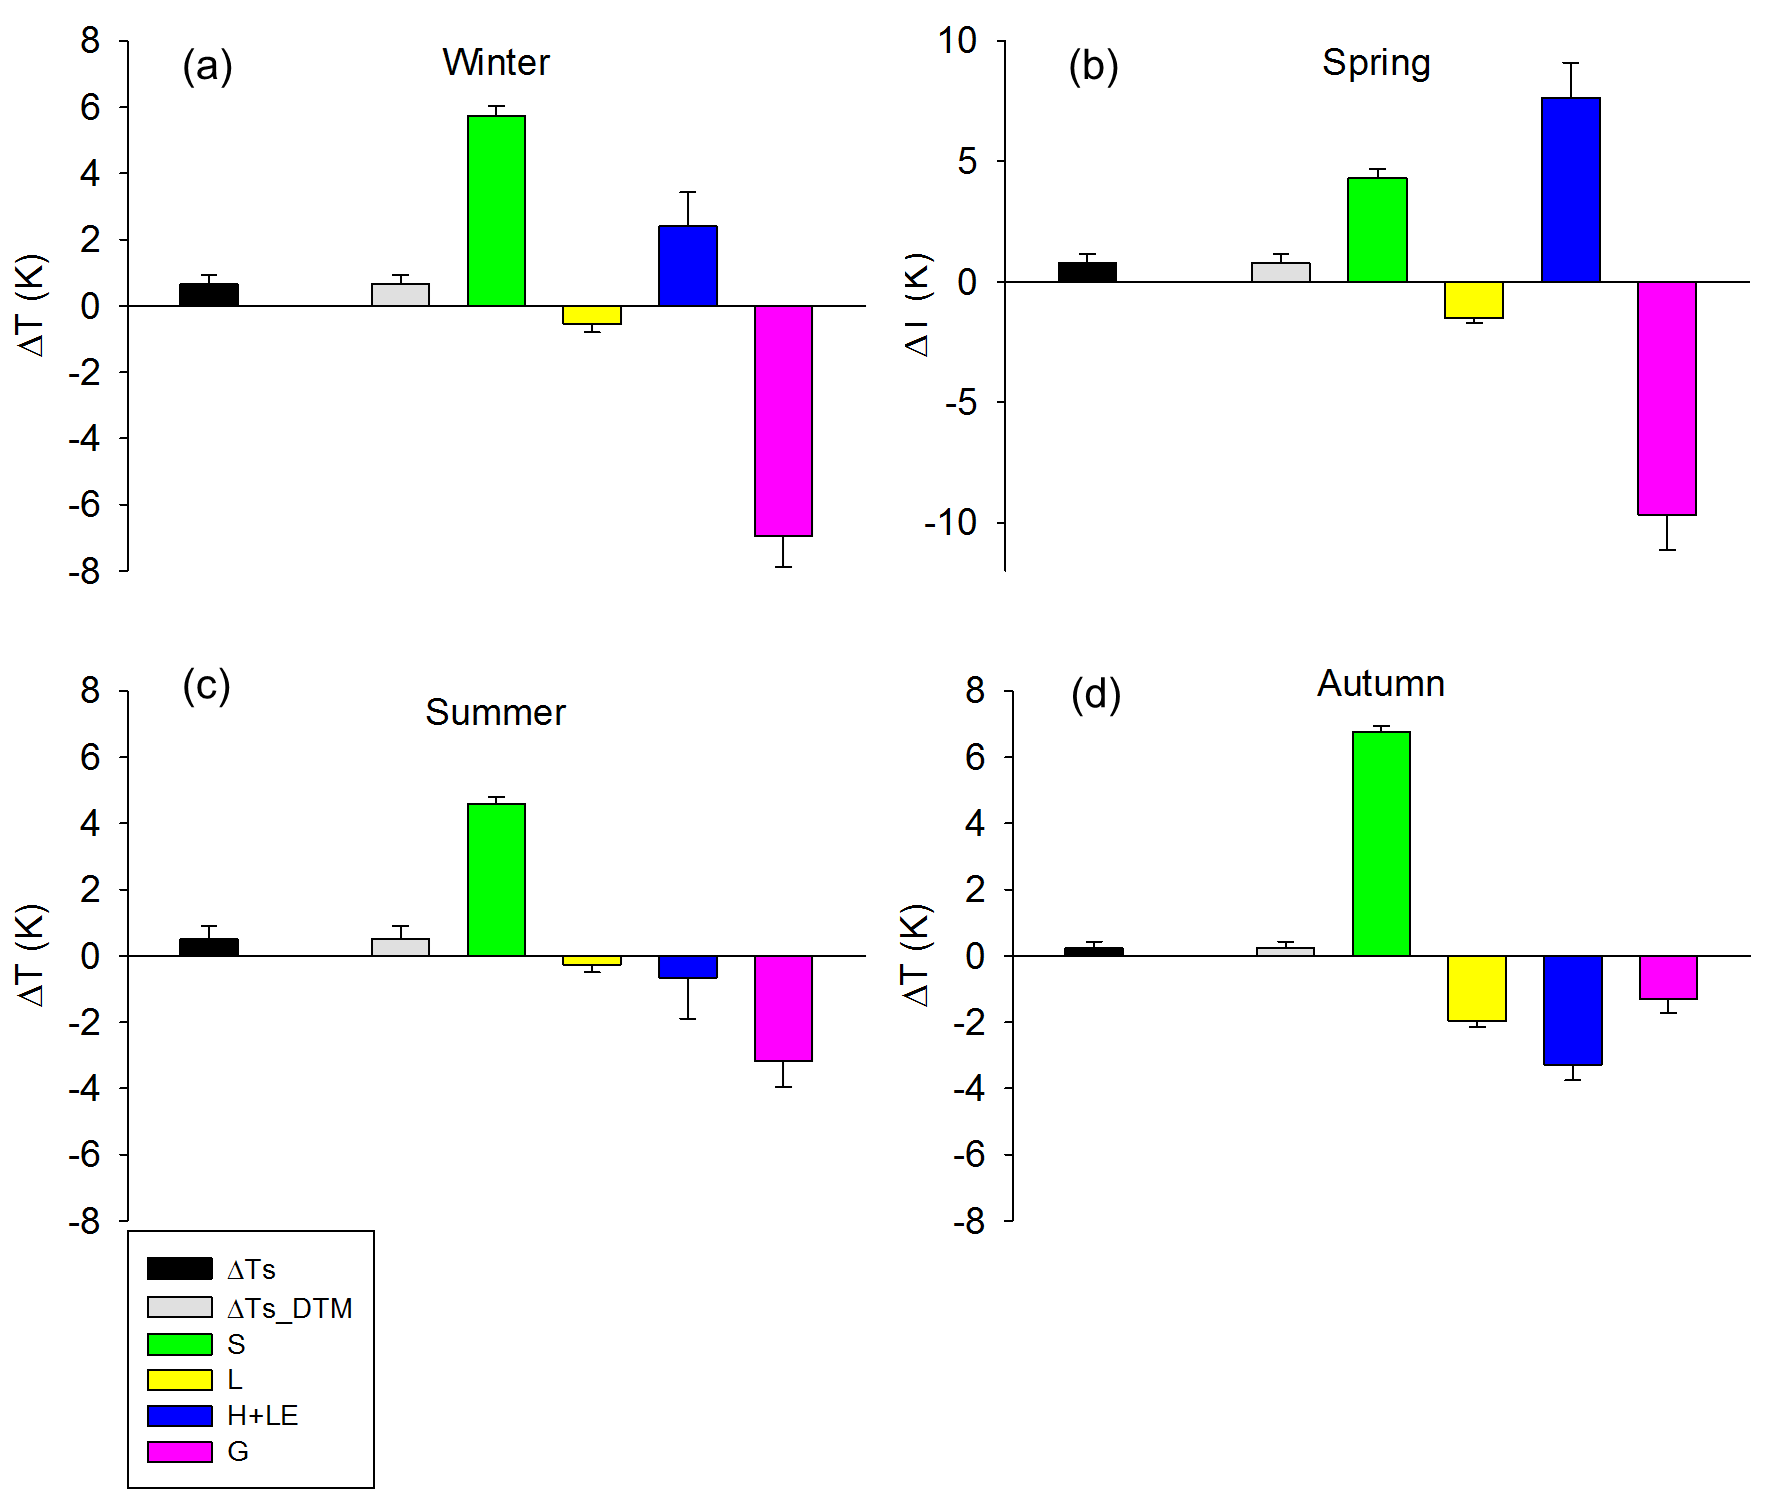 (a) Winter
8
6
4
2
0
-2
-4
-6
-8
ΔT (K)
(b) Spring
10
5
0
-5
-10
ΔT (K)
(c) Summer
8
6
4
2
0
-2
-4
-6
-8
ΔT (K)
(d) Autumn
8
6
4
2
0
-2
-4
-6
-8
ΔT (K)
ΔTs
ΔTs_DTM
S
L
H+LE
G